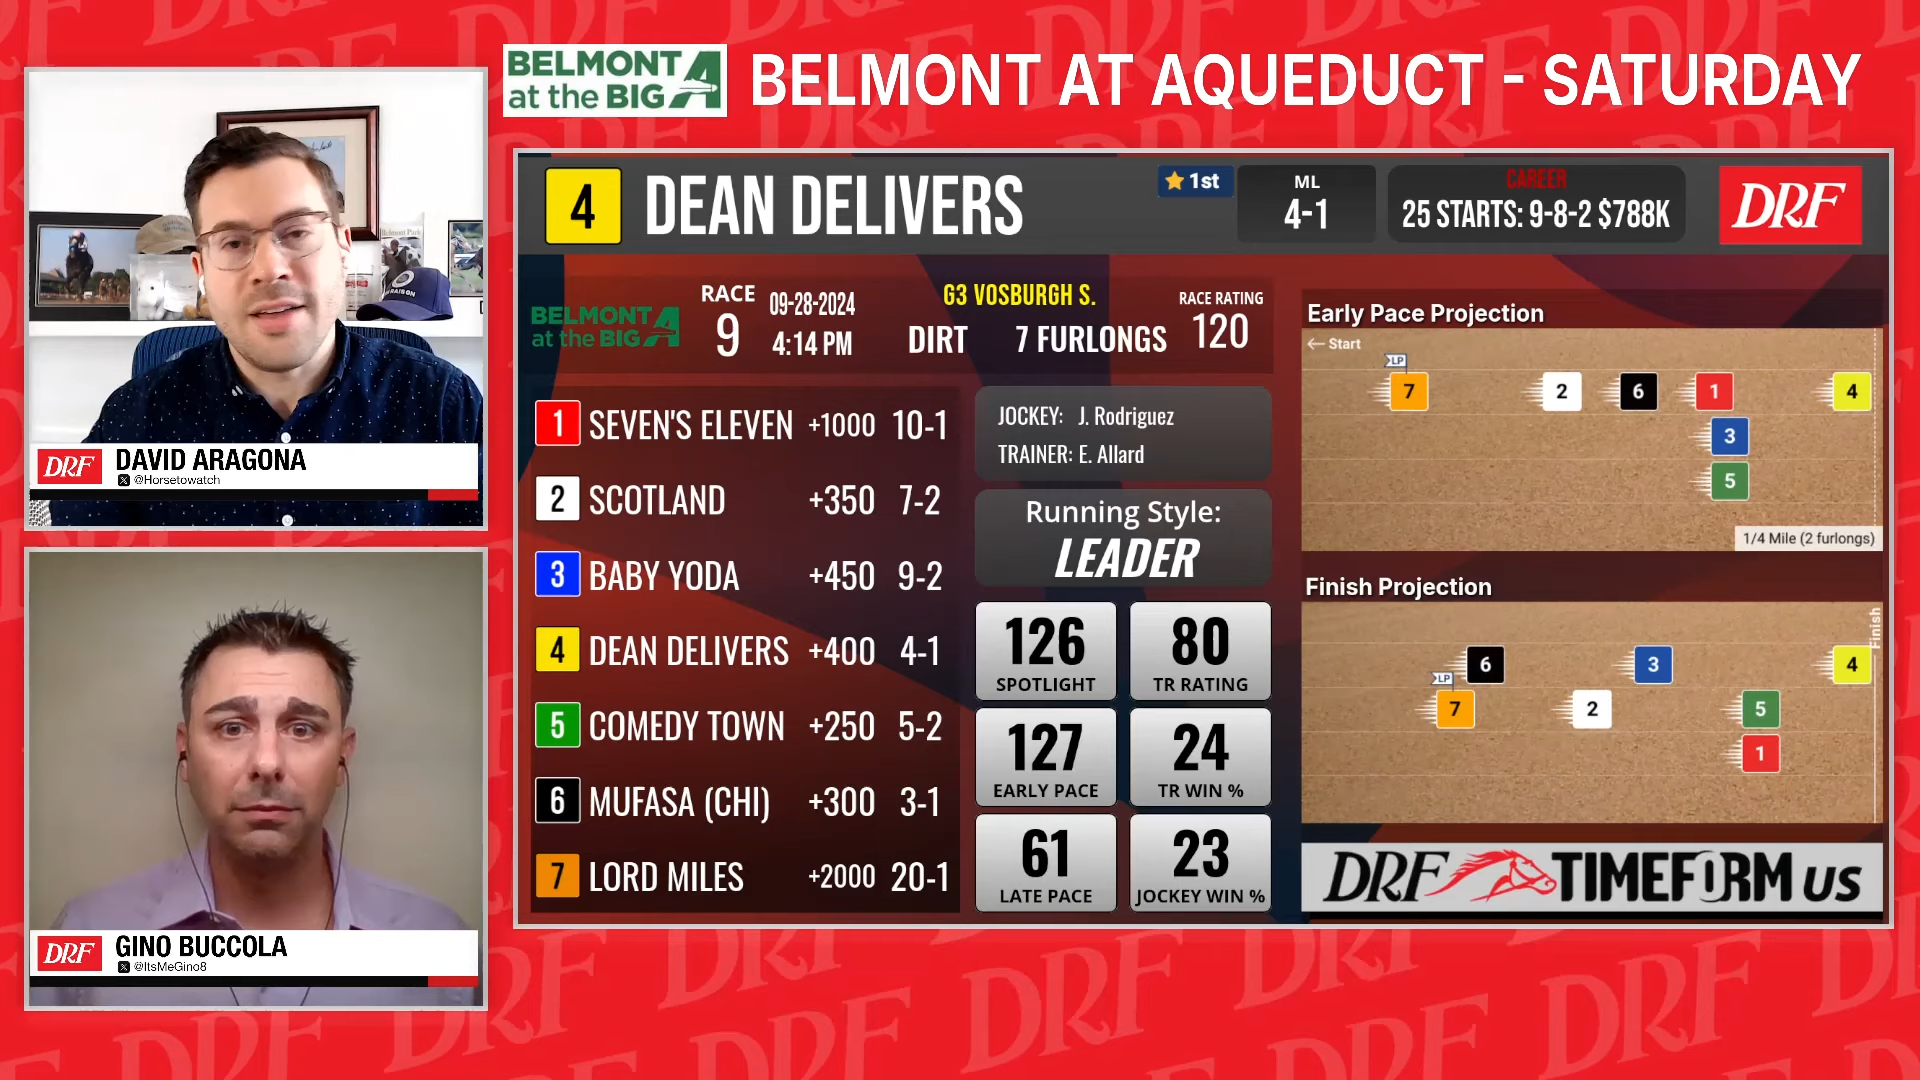 BELMONT
at the BIG A
BELMONT AT AQUEDUCT - SATURDAY
DRF
DAVID ARAGONA
@Horsetowatch
DRF
GINO BUCCOLA
@ItsMeGino8
4
DEAN DELIVERS
1st
ML
4-1
CAREER
25 STARTS: 9-8-2 $788K
DRF
BELMONT
at the BIG A
RACE
9
09-28-2024
4:14 PM
G3 VOSBURGH S.
DIRT 7 FURLONGS
RACE RATING
120
1 SEVEN'S ELEVEN +1000 10-1
2 SCOTLAND +350 7-2
3 BABY YODA +450 9-2
4 DEAN DELIVERS +400 4-1
5 COMEDY TOWN +250 5-2
6 MUFASA (CHI) +300 3-1
7 LORD MILES +2000 20-1
JOCKEY: J. Rodriguez
TRAINER: E. Allard
Running Style:
LEADER
126
SPOTLIGHT
80
TR RATING
127
EARLY PACE
24
TR WIN %
61
LATE PACE
23
JOCKEY WIN %
Early Pace Projection
← Start
LP
7 2 6 1 4
3
5
1/4 Mile (2 furlongs)
Finish Projection
Finish
6 3 4
LP
7 2 5
1
DRF TIMEFORM US